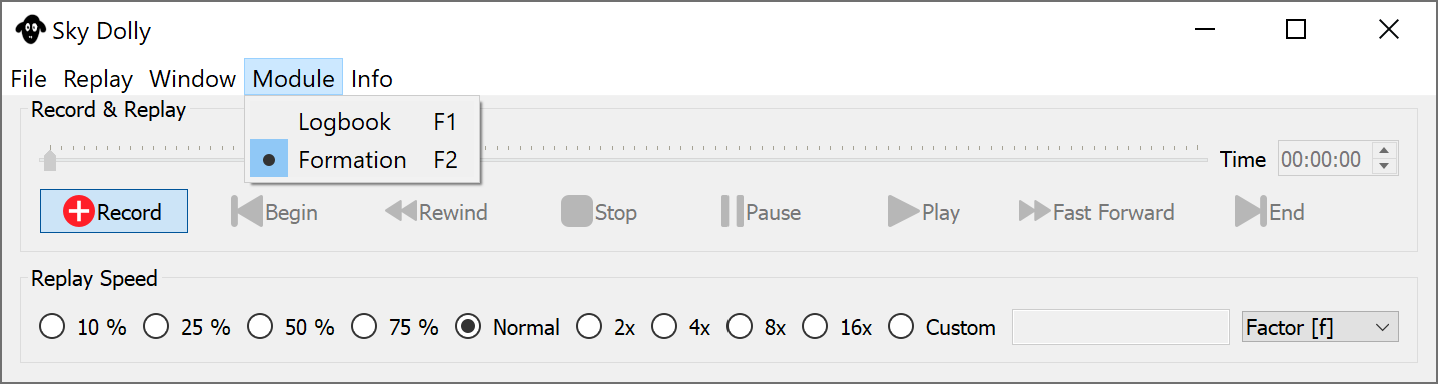 Sky Dolly
File Replay Window Module Info
Record & Replay
Logbook F1
Formation F2
Time 00:00:00
Record Begin Rewind Stop Pause Play Fast Forward End
Replay Speed
10 % 25 % 50 % 75 % Normal 2x 4x 8x 16x Custom Factor [f]